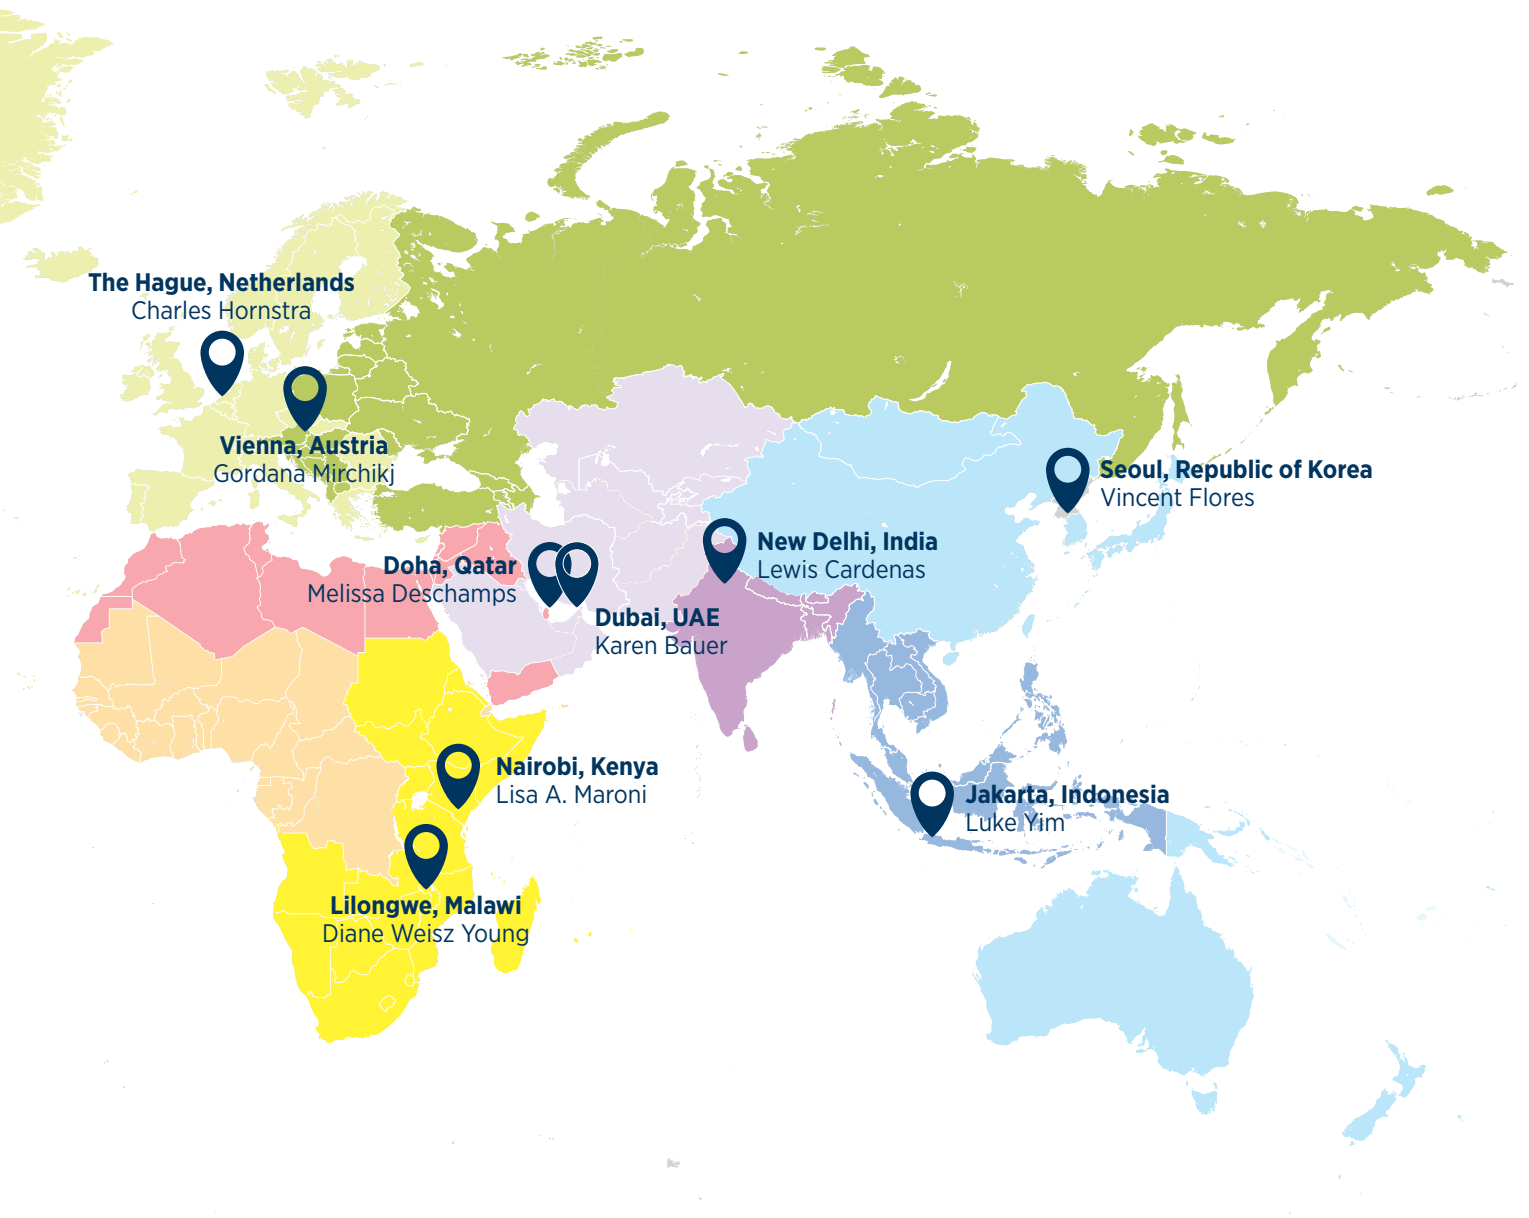 The Hague, Netherlands
Charles Hornstra
Vienna, Austria
Gordana Mirchikj
Seoul, Republic of Korea
Vincent Flores
New Delhi, India
Lewis Cardenas
Doha, Qatar
Melissa Deschamps
Dubai, UAE
Karen Bauer
Nairobi, Kenya
Lisa A. Maroni
Jakarta, Indonesia
Luke Yim
Lilongwe, Malawi
Diane Weisz Young